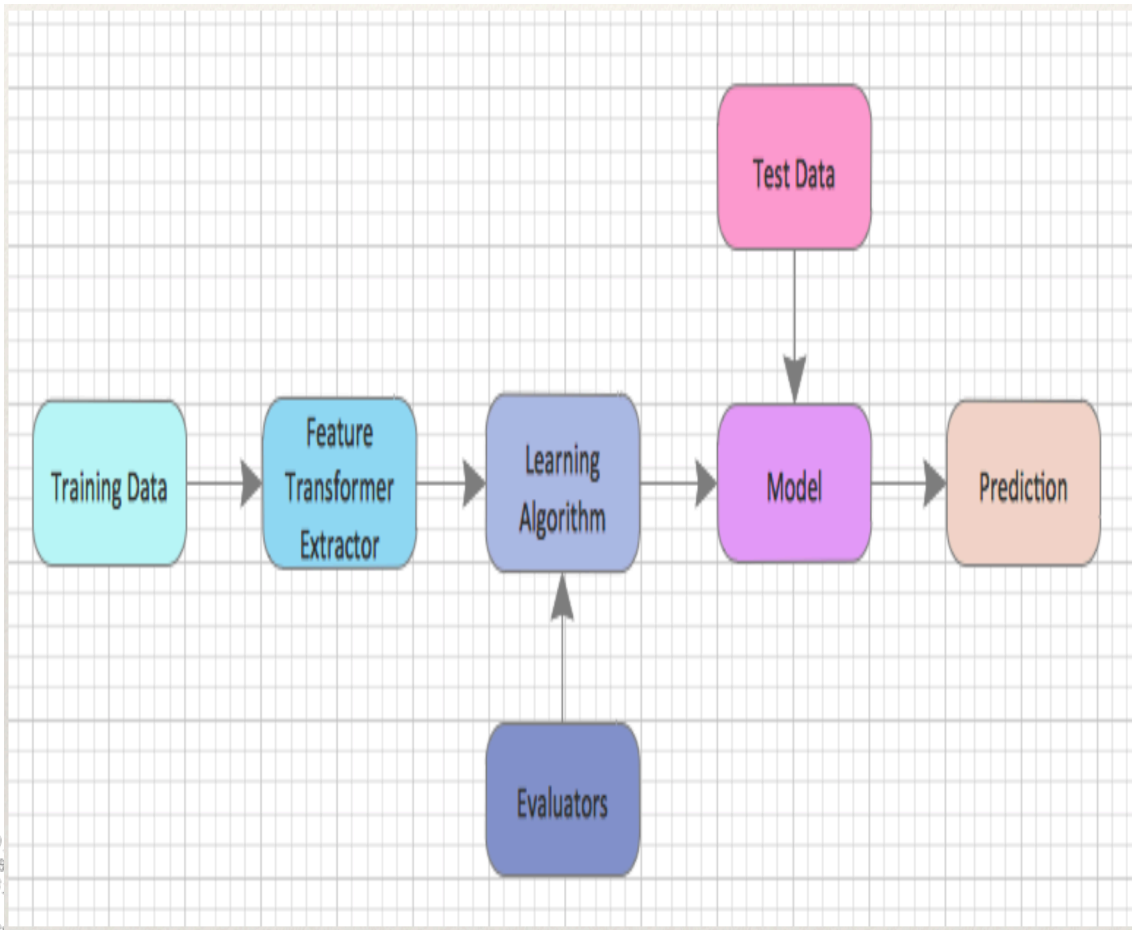 Test Data
Training Data
Feature
Transformer
Extractor
Learning
Algorithm
Model
Prediction
Evaluators